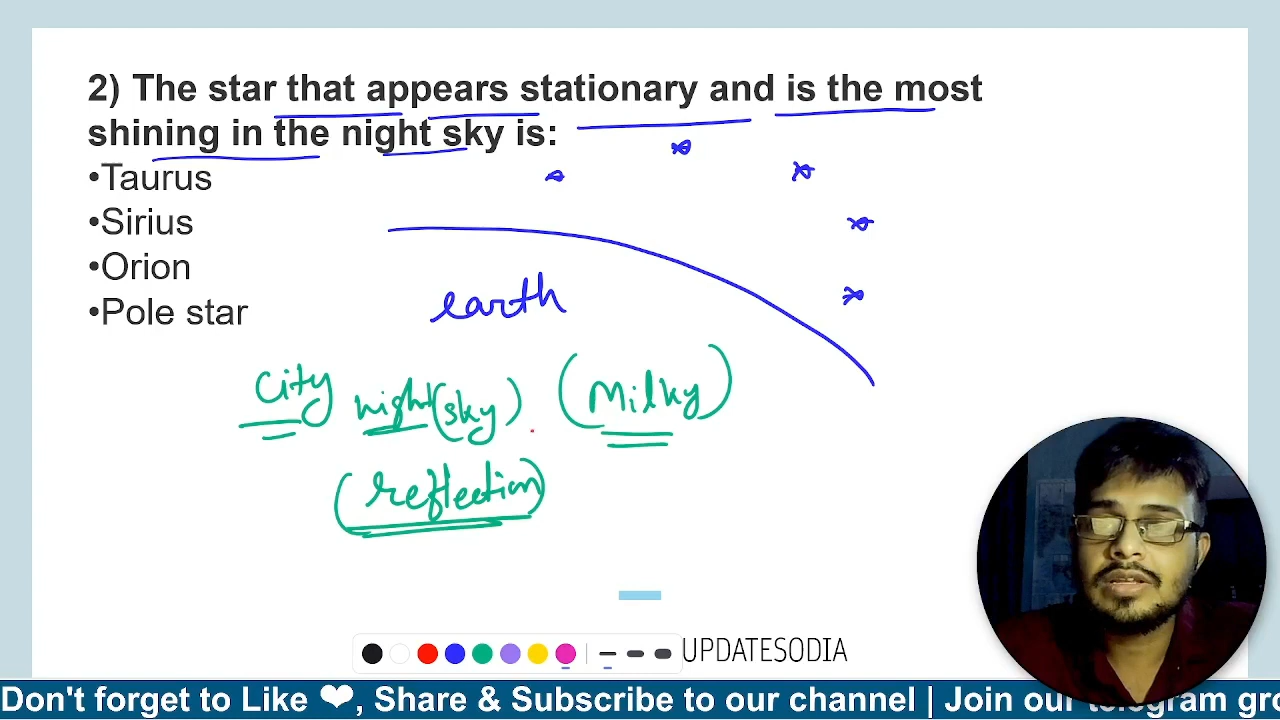 2) The star that appears stationary and is the most
shining in the night sky is:
•Taurus
•Sirius
•Orion
•Pole star
earth
City night (sky) . (Milky)
(reflection)
UPDATESODIA
Don't forget to Like ❤, Share & Subscribe to our channel | Join our telegram gro